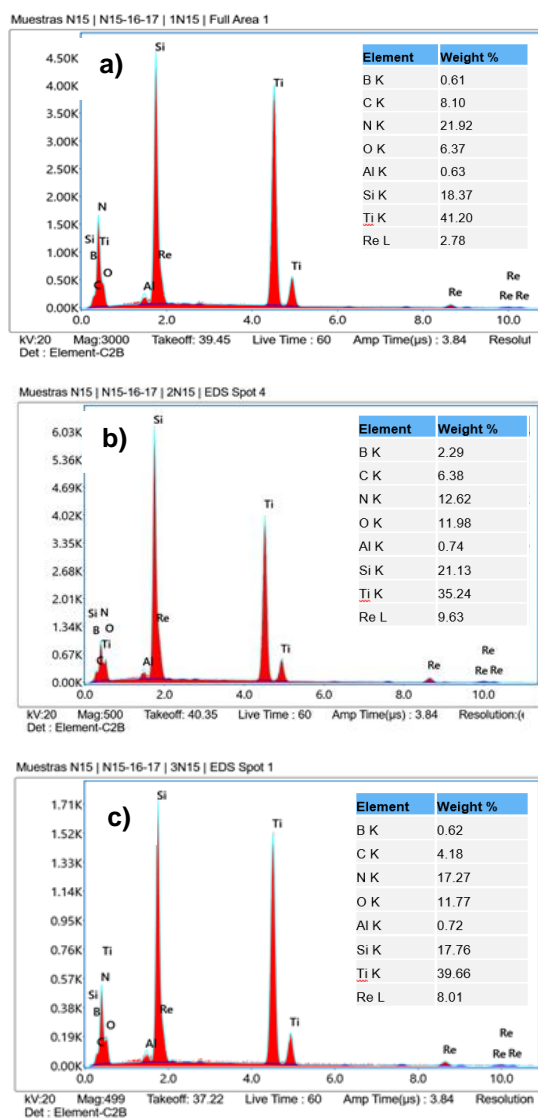 Muestras N15 | N15-16-17 | 1N15 | Full Area 1
a)
4.50K
4.00K
3.50K
3.00K
2.50K
2.00K
1.50K
1.00K
0.50K
0.00K
Si
Ti
N
Si Ti
B
C O
Al
Re
Ti
Re
Re
Re Re
0.0 2.0 4.0 6.0 8.0 10.0
Element Weight %
B K 0.61
C K 8.10
N K 21.92
O K 6.37
Al K 0.63
Si K 18.37
Ti K 41.20
Re L 2.78
kV:20 Mag:3000 Takeoff: 39.45 Live Time : 60 Amp Time(µs) : 3.84 Resolut
Det : Element-C2B
Muestras N15 | N15-16-17 | 2N15 | EDS Spot 4
b)
6.03K
5.36K
4.69K
4.02K
3.35K
2.68K
2.01K
1.34K
0.67K
0.00K
Si
Ti
Si N
B O
Ti
C
Al
Re
Ti
Re
Re
Re Re
0.0 2.0 4.0 6.0 8.0 10.0
Element Weight %
B K 2.29
C K 6.38
N K 12.62
O K 11.98
Al K 0.74
Si K 21.13
Ti K 35.24
Re L 9.63
kV:20 Mag:500 Takeoff: 40.35 Live Time : 60 Amp Time(µs) : 3.84 Resolution:(e
Det : Element-C2B
Muestras N15 | N15-16-17 | 3N15 | EDS Spot 1
c)
1.71K
1.52K
1.33K
1.14K
0.95K
0.76K
0.57K
0.38K
0.19K
0.00K
Si
Ti
Ti
N
Si
B
O
C
Al
Re
Ti
Re
Re
Re Re
0.0 2.0 4.0 6.0 8.0 10.0
Element Weight %
B K 0.62
C K 4.18
N K 17.27
O K 11.77
Al K 0.72
Si K 17.76
Ti K 39.66
Re L 8.01
kV:20 Mag:499 Takeoff: 37.22 Live Time : 60 Amp Time(µs) : 3.84 Resolution
Det : Element-C2B